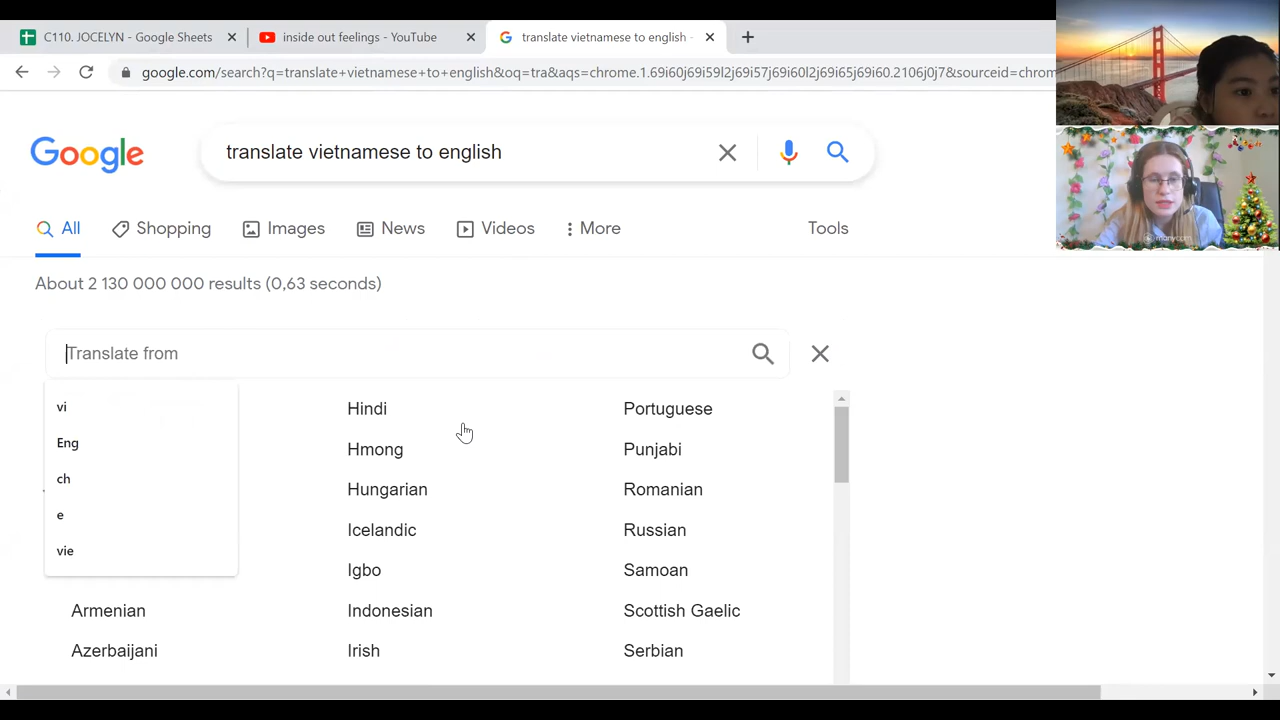 C110. JOCELYN - Google Sheets
inside out feelings - YouTube
translate vietnamese to english -
google.com/search?q=translate+vietnamese+to+english&oq=tra&aqs=chrome.1.69i60j69i59l2j69i57j69i60l2j69i65j69i60.2106j0j7&sourceid=chrom
Google
translate vietnamese to english
All
Shopping
Images
News
Videos
More
Tools
About 2 130 000 000 results (0,63 seconds)
Translate from
vi
Eng
ch
e
vie
Armenian
Azerbaijani
Hindi
Hmong
Hungarian
Icelandic
Igbo
Indonesian
Irish
Portuguese
Punjabi
Romanian
Russian
Samoan
Scottish Gaelic
Serbian
manycam